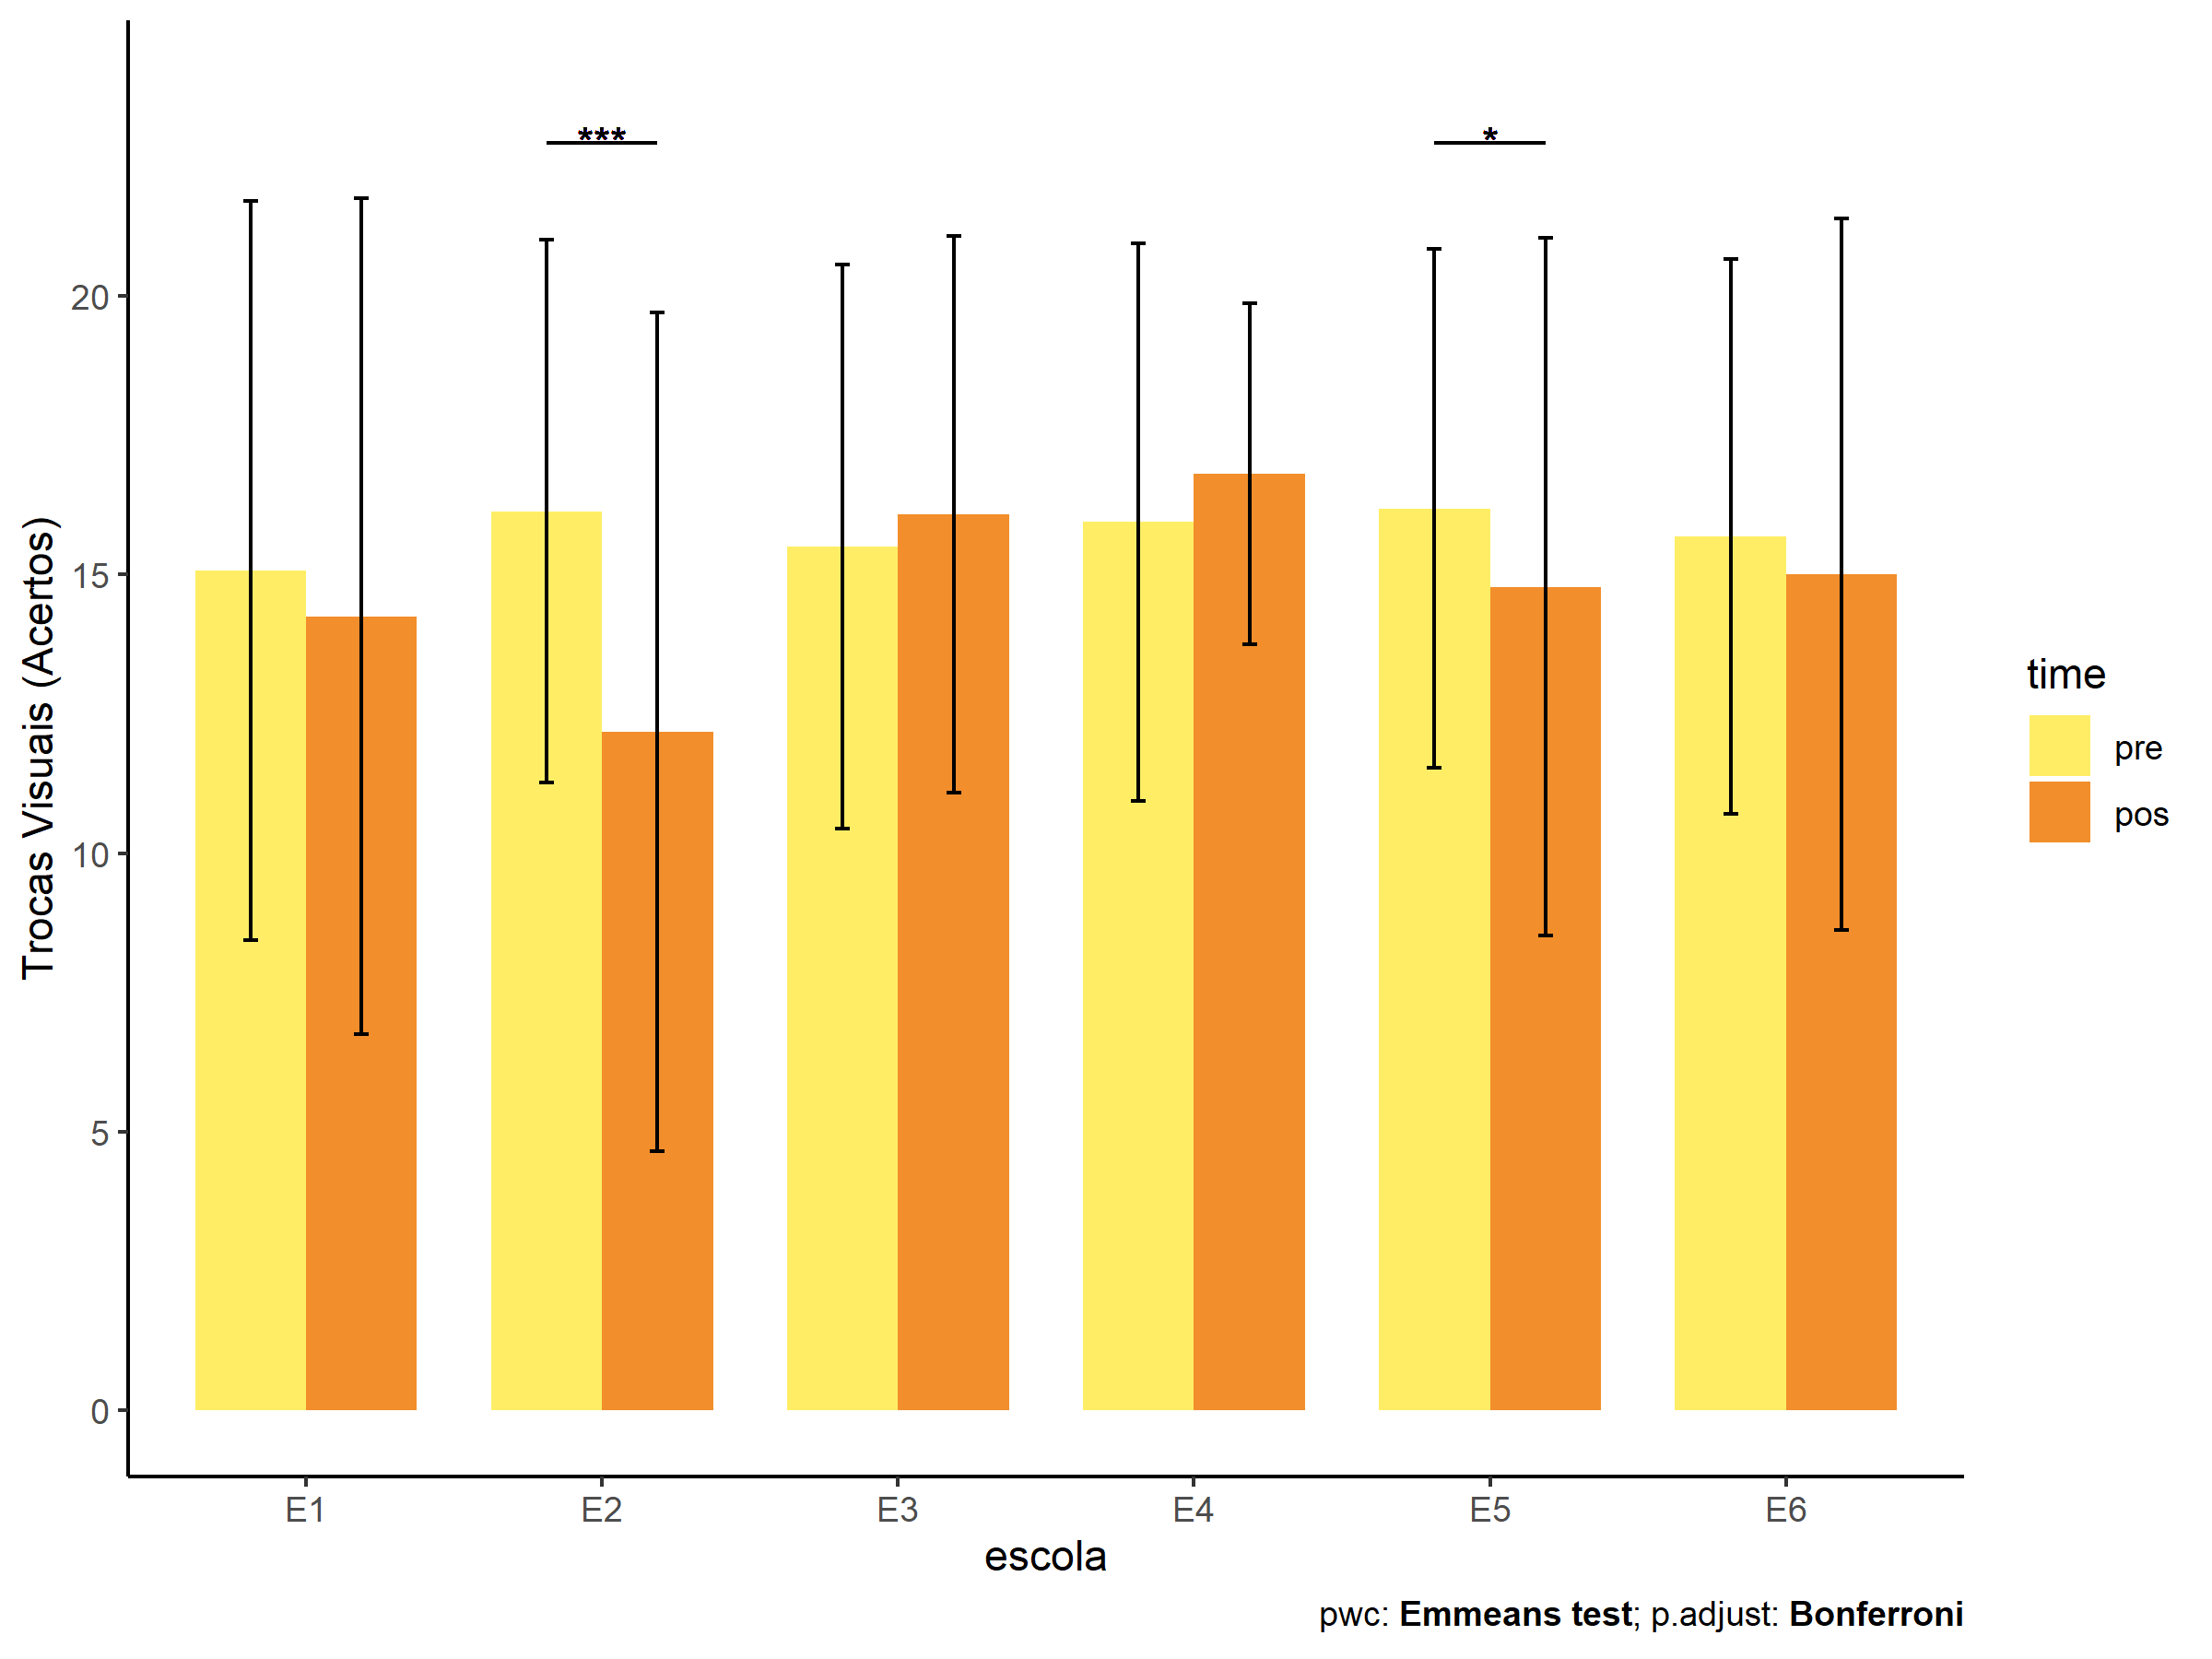 ***
*
Trocas Visuais (Acertos)
20
15
10
5
0
E1 E2 E3 E4 E5 E6
escola
time
pre
pos
pwc: Emmeans test; p.adjust: Bonferroni